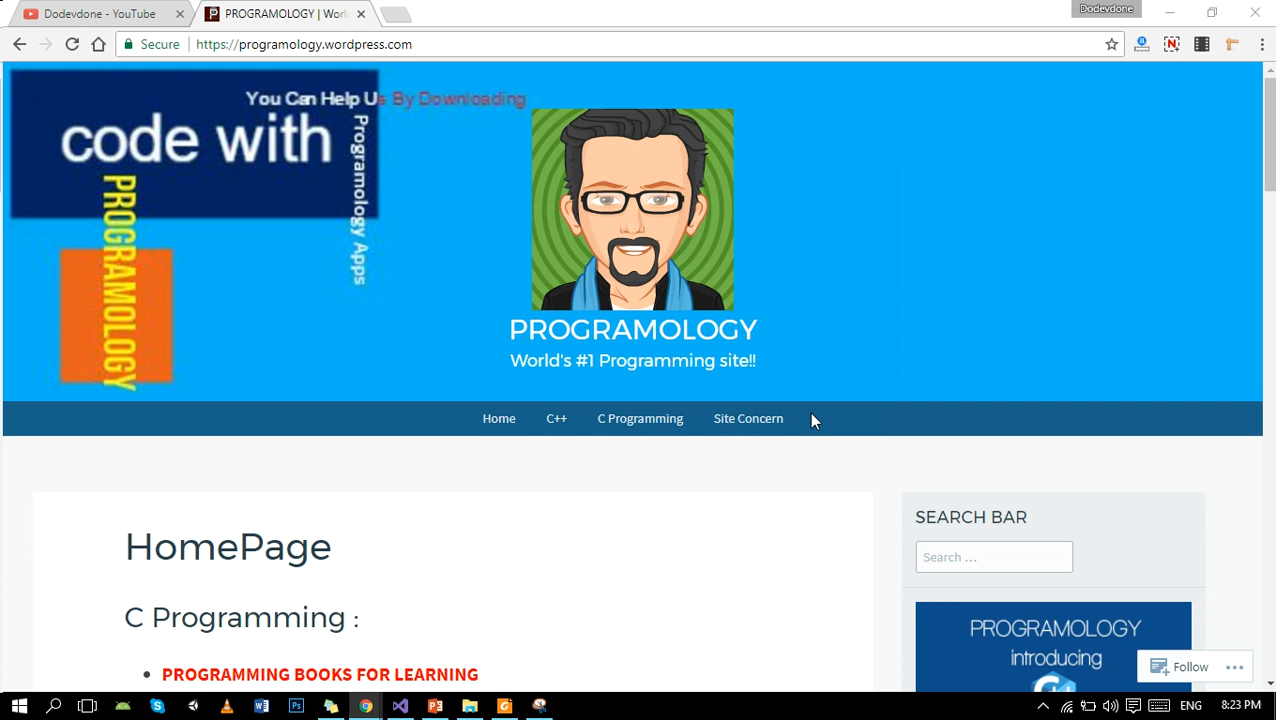 Dodevdone - YouTube
PROGRAMOLOGY | Worl
Dodevdone
Secure
https://programology.wordpress.com
You Can Help Us By Downloading
code with
Programology Apps
PROGRAMOLOGY
PROGRAMOLOGY
World's #1 Programming site!!
Home C++ C Programming Site Concern
HomePage
C Programming :
PROGRAMMING BOOKS FOR LEARNING
SEARCH BAR
Search ...
PROGRAMOLOGY
introducing
Follow
ENG 8:23 PM